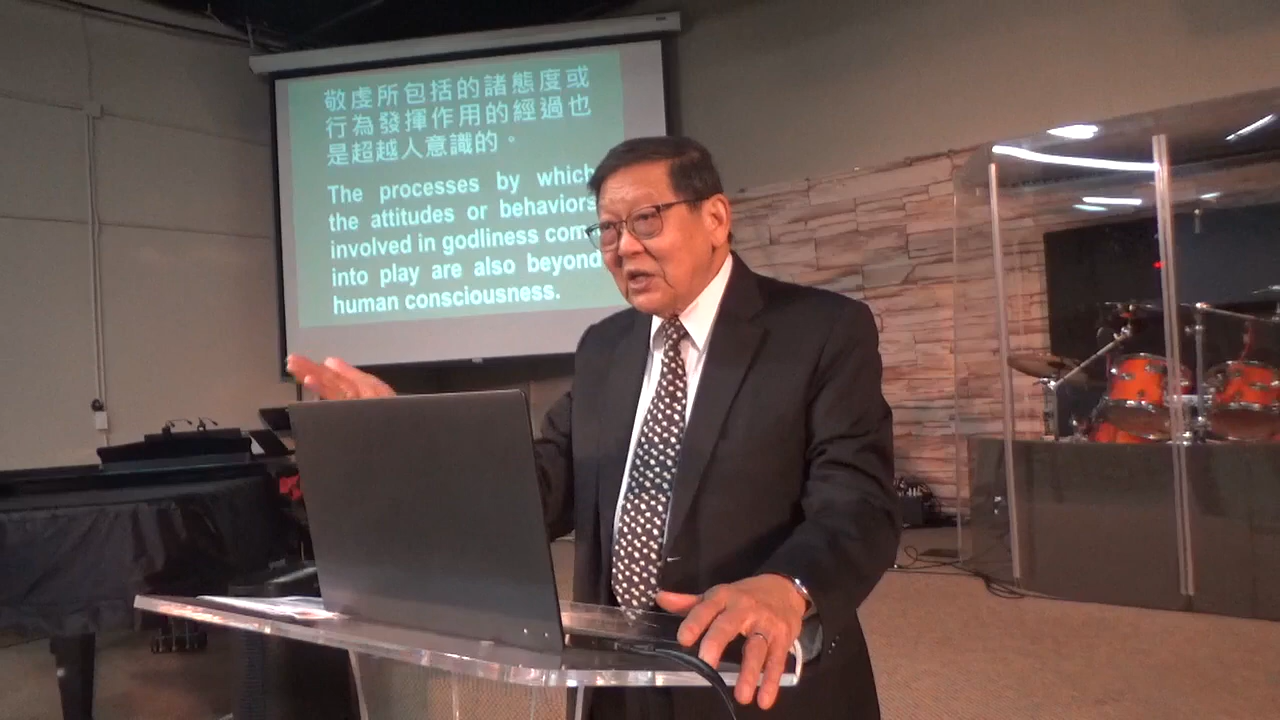 敬虔所包括的諸態度或
行為發揮作用的經過也
是超越人意識的。
The processes by which
the attitudes or behaviors
involved in godliness com
into play are also beyond
human consciousness.